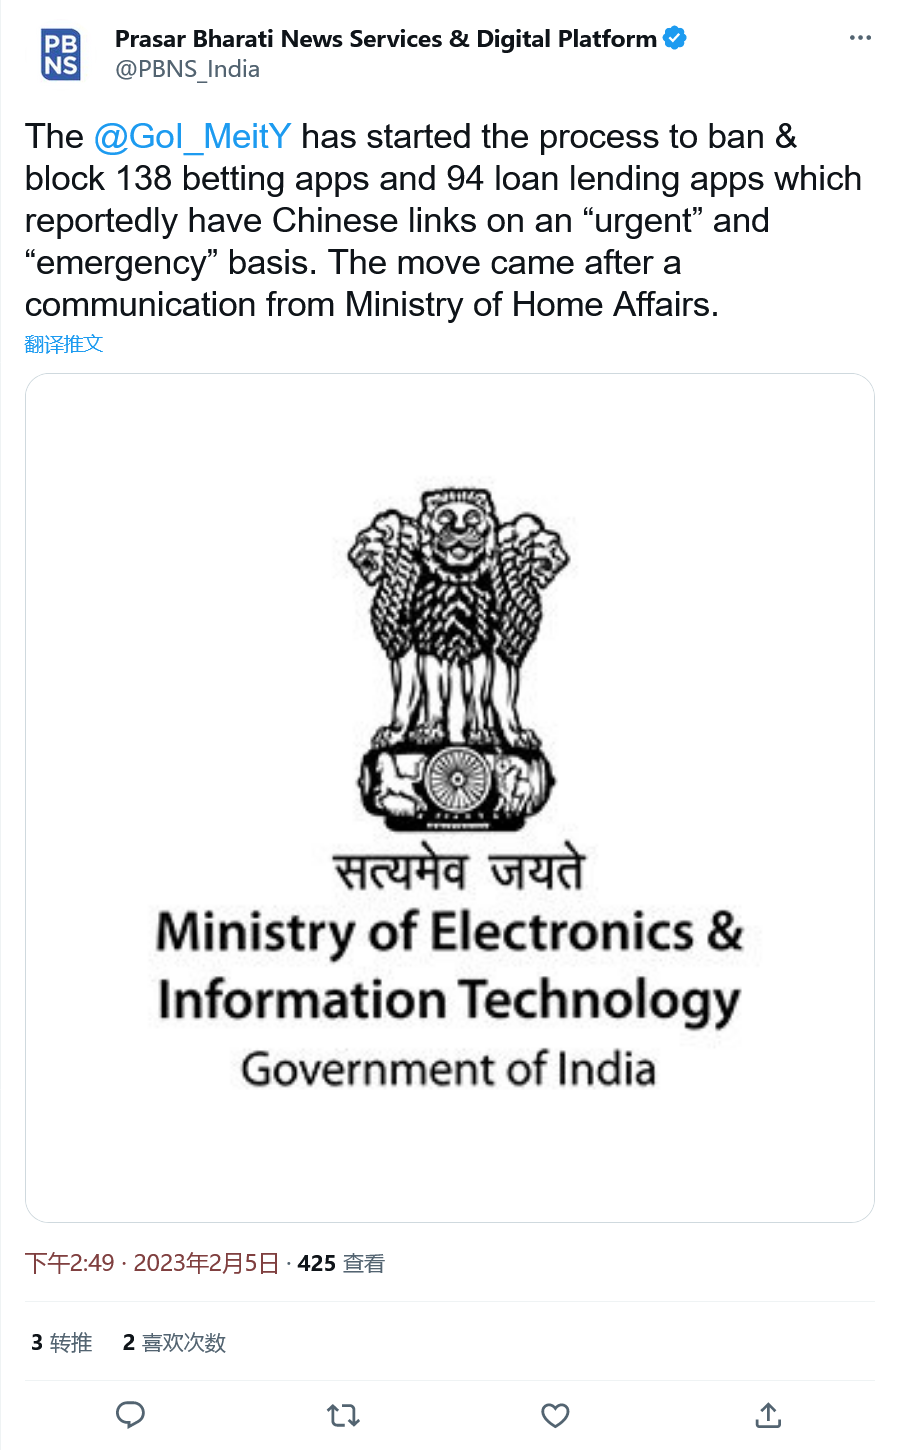 PB
NS
Prasar Bharati News Services & Digital Platform
@PBNS_India
The @GoI_MeitY has started the process to ban &
block 138 betting apps and 94 loan lending apps which
reportedly have Chinese links on an “urgent” and
“emergency” basis. The move came after a
communication from Ministry of Home Affairs.
翻译推文
सत्यमेव जयते
Ministry of Electronics &
Information Technology
Government of India
下午2:49 · 2023年2月5日 · 425 查看
3 转推 2 喜欢次数